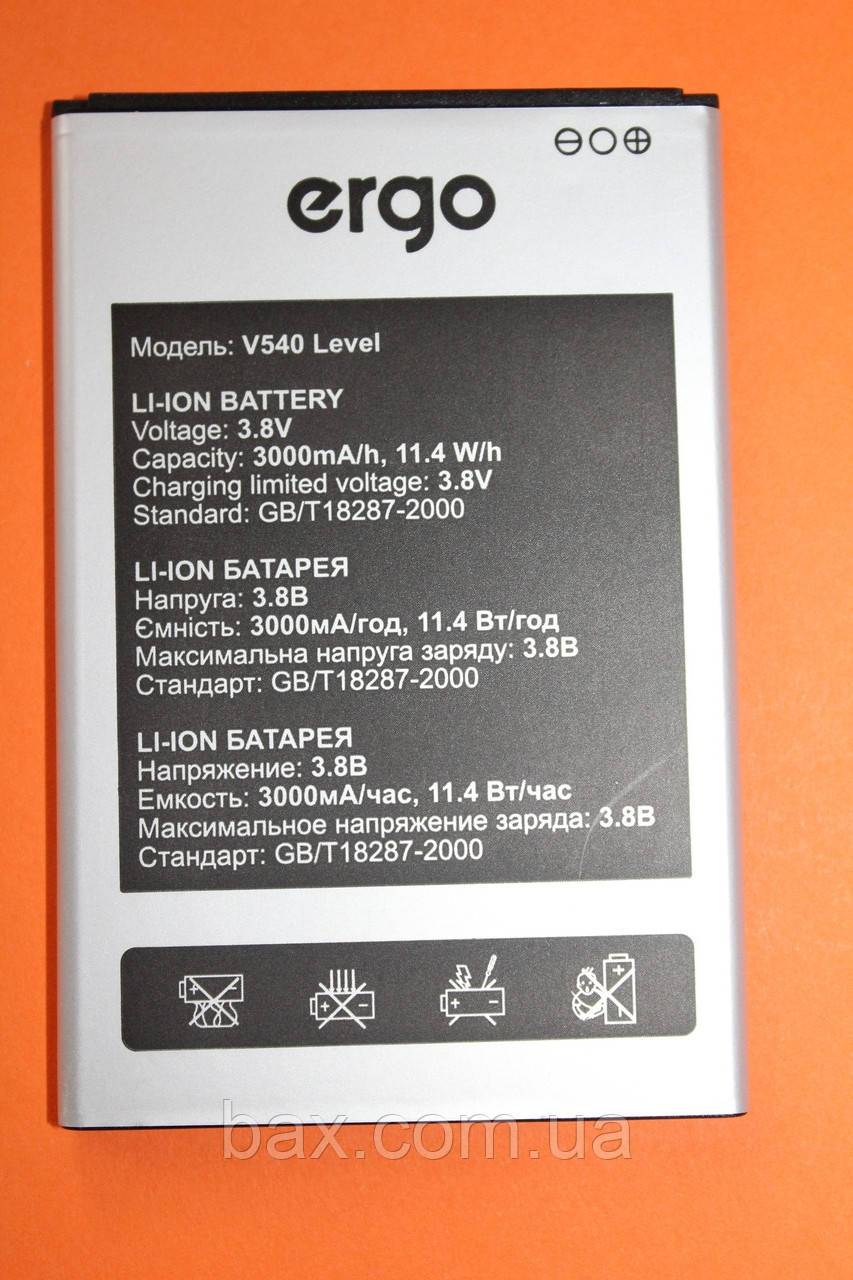 ergo
Модель: V540 Level
LI-ION BATTERY
Voltage: 3.8V
Capacity: 3000mA/h, 11.4 W/h
Charging limited voltage: 3.8V
Standard: GB/T18287-2000
LI-ION БАТАРЕЯ
Напруга: 3.8В
Ємність: 3000мА/год, 11.4 Вт/год
Максимальна напруга заряду: 3.8В
Стандарт: GB/T18287-2000
LI-ION БАТАРЕЯ
Напряжение: 3.8В
Емкость: 3000мА/час, 11.4 Вт/час
Максимальное напряжение заряда: 3.8В
Стандарт: GB/T18287-2000
bax.com.ua